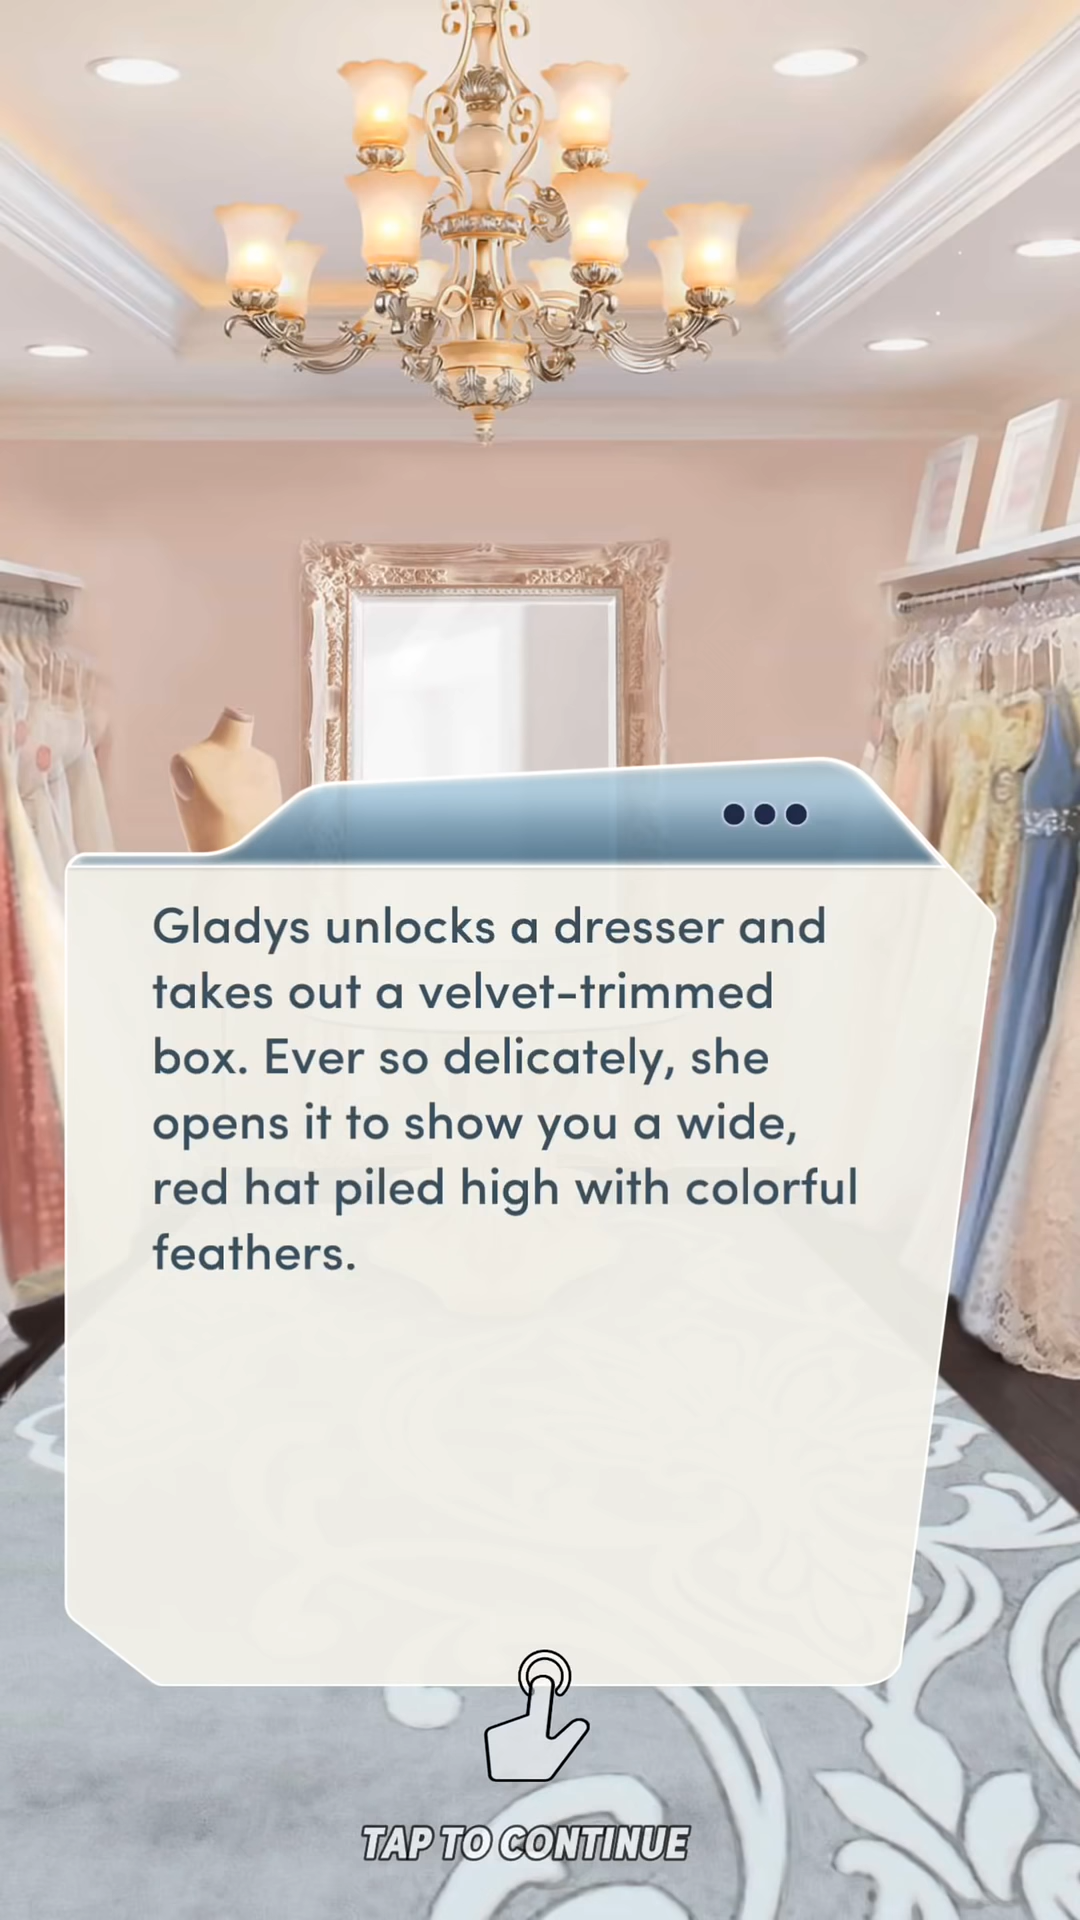 Gladys unlocks a dresser and
takes out a velvet-trimmed
box. Ever so delicately, she
opens it to show you a wide,
red hat piled high with colorful
feathers.
TAP TO CONTINUE